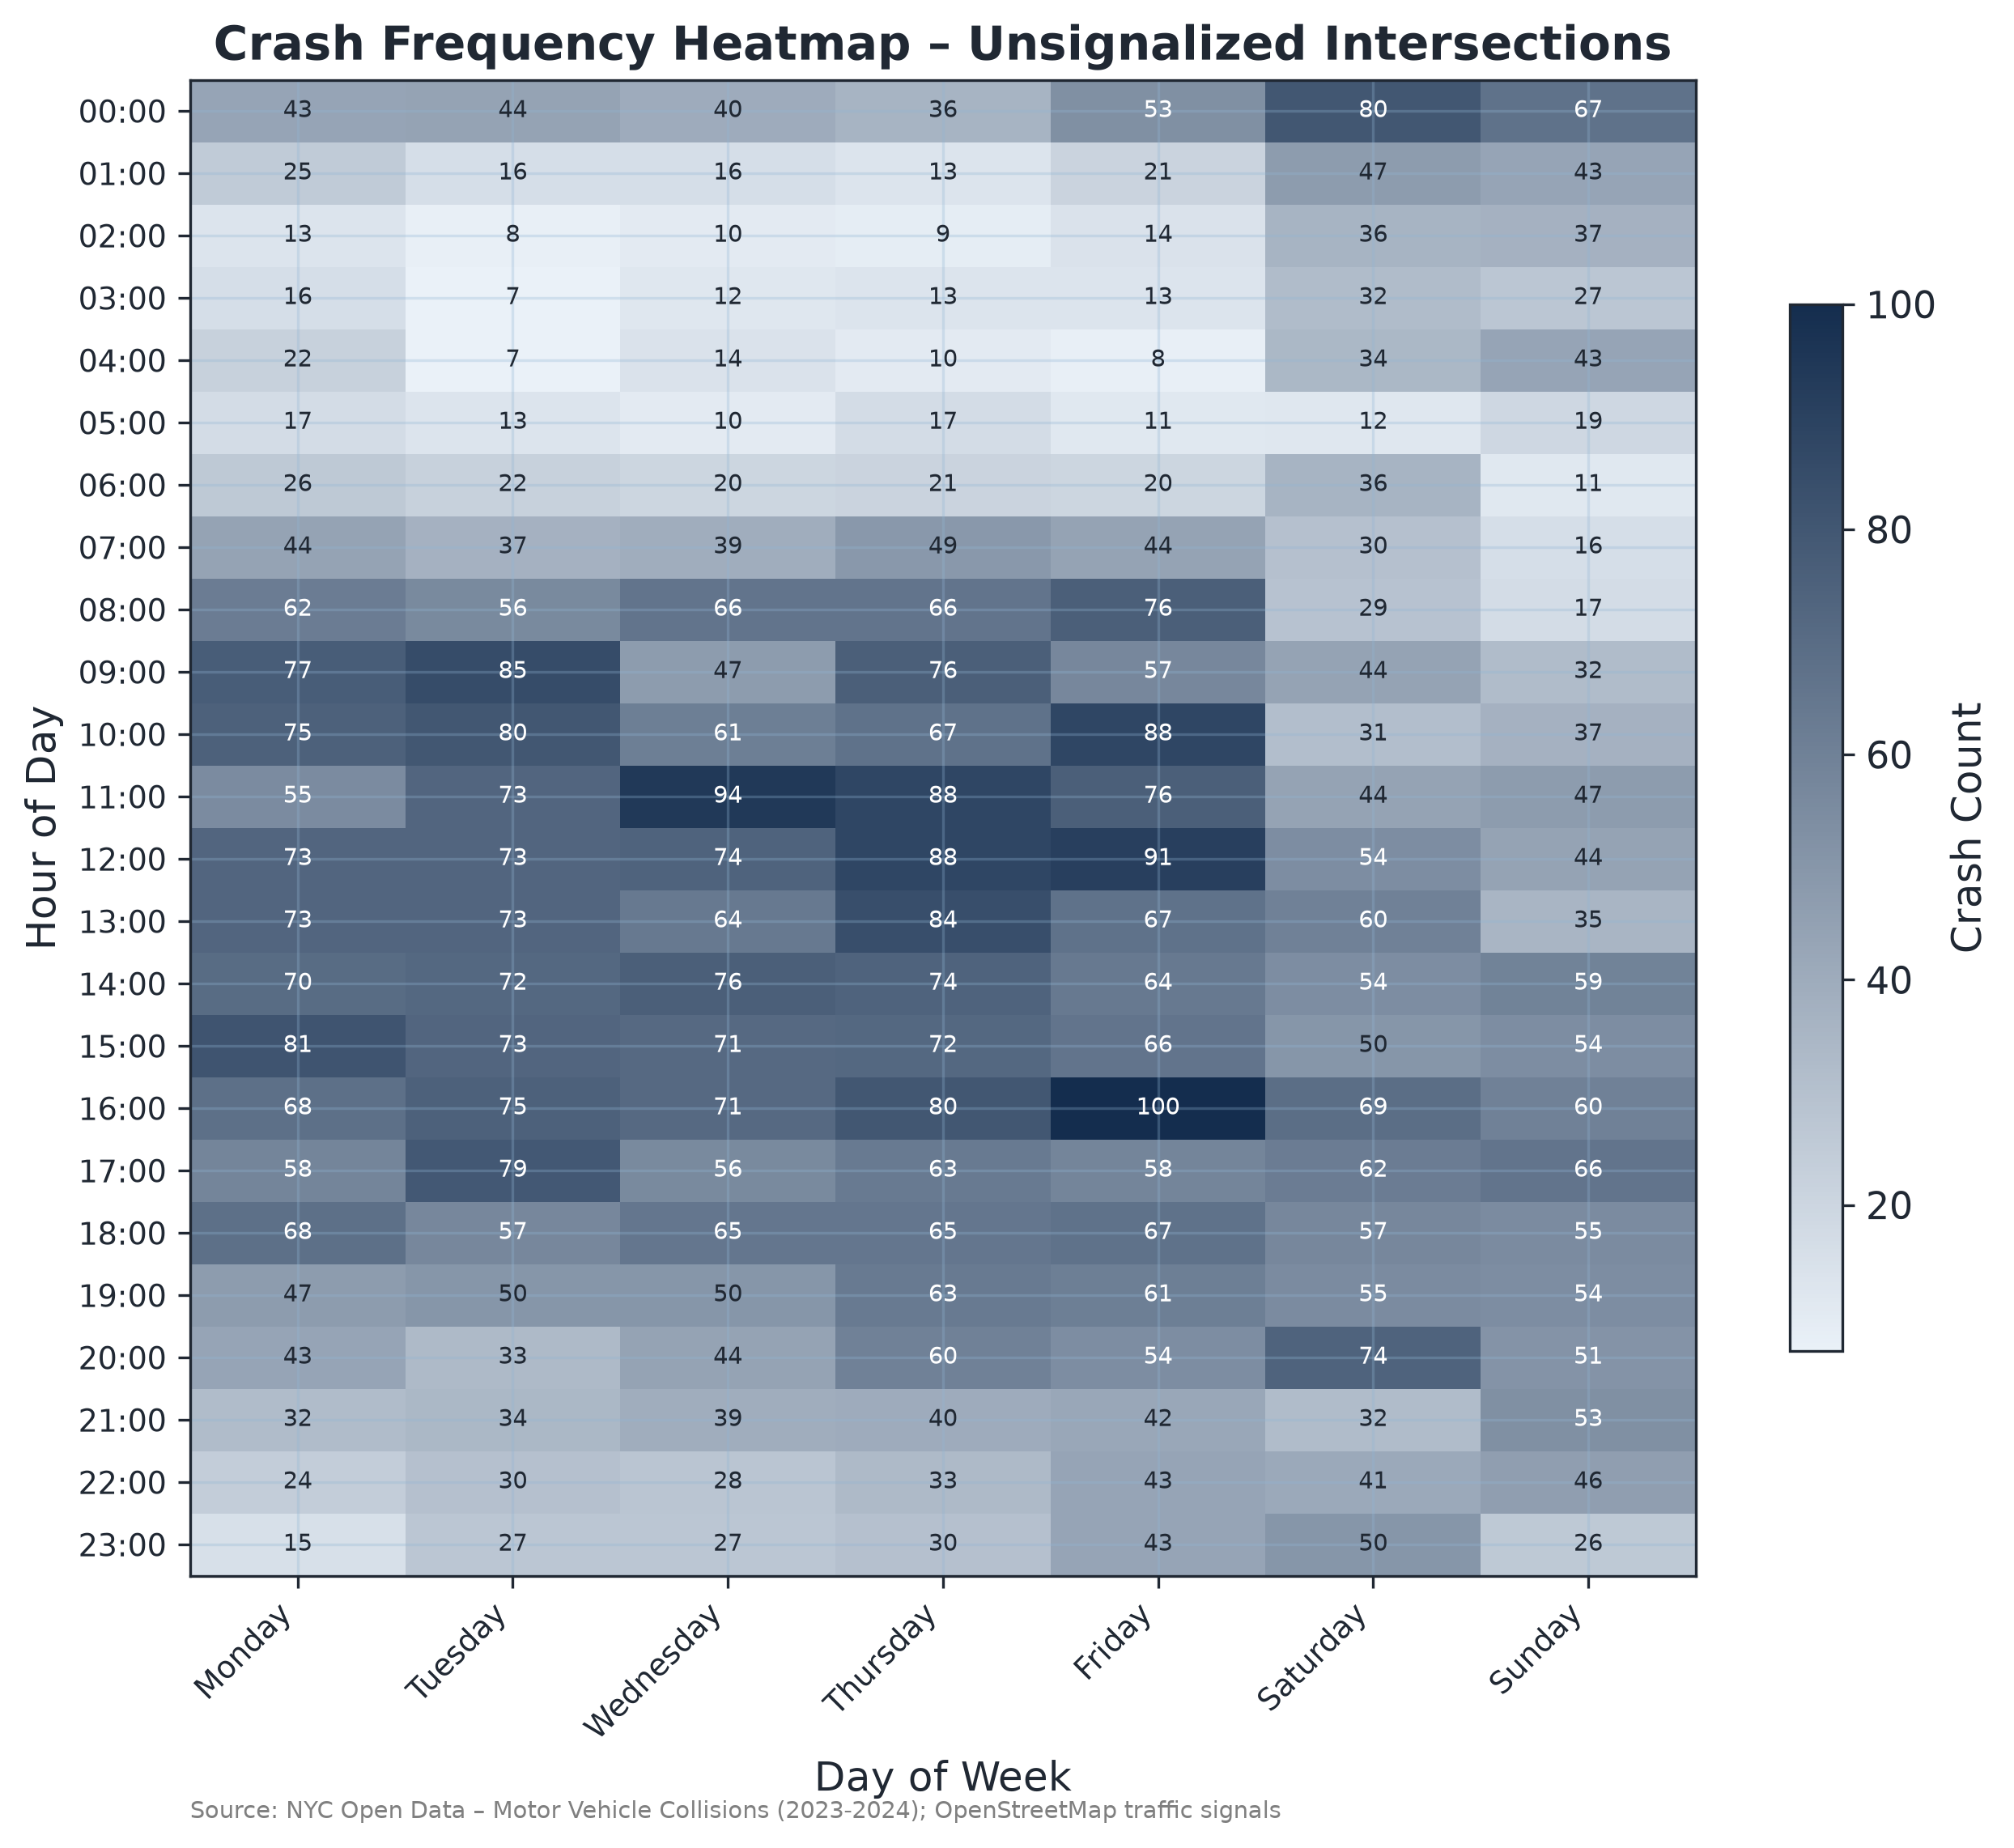 Crash Frequency Heatmap – Unsignalized Intersections
00:00 43 44 40 36 53 80 67
01:00 25 16 16 13 21 47 43
02:00 13 8 10 9 14 36 37
03:00 16 7 12 13 13 32 27
04:00 22 7 14 10 8 34 43
05:00 17 13 10 17 11 12 19
06:00 26 22 20 21 20 36 11
07:00 44 37 39 49 44 30 16
08:00 62 56 66 66 76 29 17
09:00 77 85 47 76 57 44 32
10:00 75 80 61 67 88 31 37
11:00 55 73 94 88 76 44 47
12:00 73 73 74 88 91 54 44
13:00 73 73 64 84 67 60 35
14:00 70 72 76 74 64 54 59
15:00 81 73 71 72 66 50 54
16:00 68 75 71 80 100 69 60
17:00 58 79 56 63 58 62 66
18:00 68 57 65 65 67 57 55
19:00 47 50 50 63 61 55 54
20:00 43 33 44 60 54 74 51
21:00 32 34 39 40 42 32 53
22:00 24 30 28 33 43 41 46
23:00 15 27 27 30 43 50 26
Hour of Day
Monday Tuesday Wednesday Thursday Friday Saturday Sunday
Day of Week
100
80
60
40
20
Crash Count
Source: NYC Open Data – Motor Vehicle Collisions (2023-2024); OpenStreetMap traffic signals